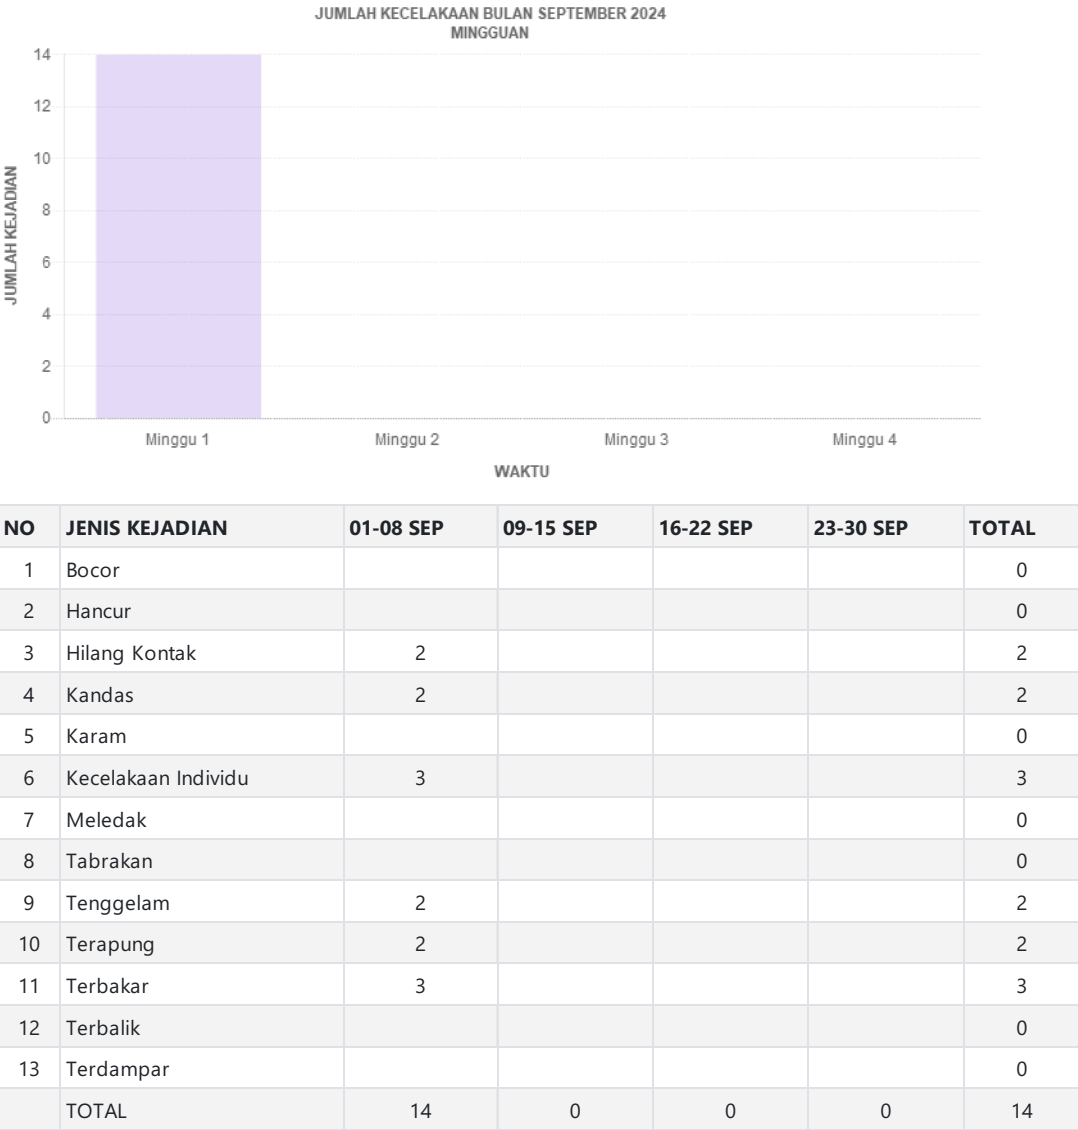 JUMLAH KECELAKAAN BULAN SEPTEMBER 2024
MINGGUAN
14
12
10
8
6
4
2
0
JUMLAH KEJADIAN
Minggu 1 Minggu 2 Minggu 3 Minggu 4
WAKTU
NO JENIS KEJADIAN 01-08 SEP 09-15 SEP 16-22 SEP 23-30 SEP TOTAL
1 Bocor 0
2 Hancur 0
3 Hilang Kontak 2 2
4 Kandas 2 2
5 Karam 0
6 Kecelakaan Individu 3 3
7 Meledak 0
8 Tabrakan 0
9 Tenggelam 2 2
10 Terapung 2 2
11 Terbakar 3 3
12 Terbalik 0
13 Terdampar 0
TOTAL 14 0 0 0 14